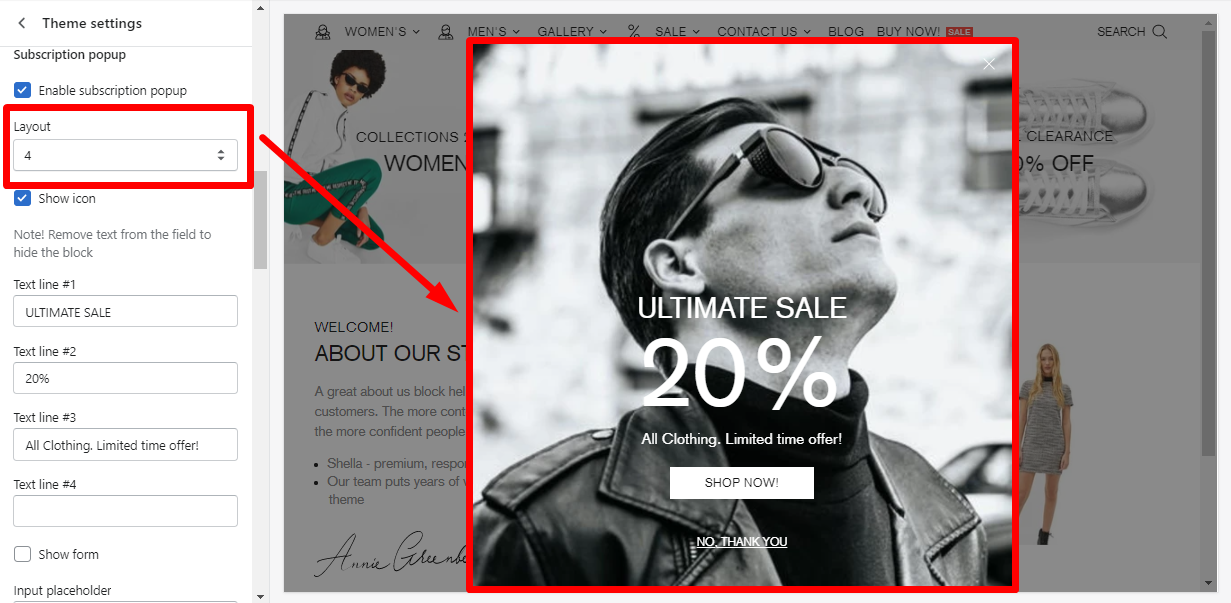 Theme settings
Subscription popup
Enable subscription popup
Layout
4
Show icon
Note! Remove text from the field to
hide the block
Text line #1
ULTIMATE SALE
Text line #2
20%
Text line #3
All Clothing. Limited time offer!
Text line #4
Show form
Input placeholder
WOMEN'S
MEN'S
GALLERY
SALE
CONTACT US
BLOG
BUY NOW! SALE
SEARCH
COLLECTIONS
WOMEN
CLEARANCE
% OFF
WELCOME!
ABOUT OUR ST
A great about us block hel
customers. The more cont
the more confident people
Shella - premium, respon
Our team puts years of
theme
Annie Greenbe
ULTIMATE SALE
20%
All Clothing. Limited time offer!
SHOP NOW!
NO, THANK YOU